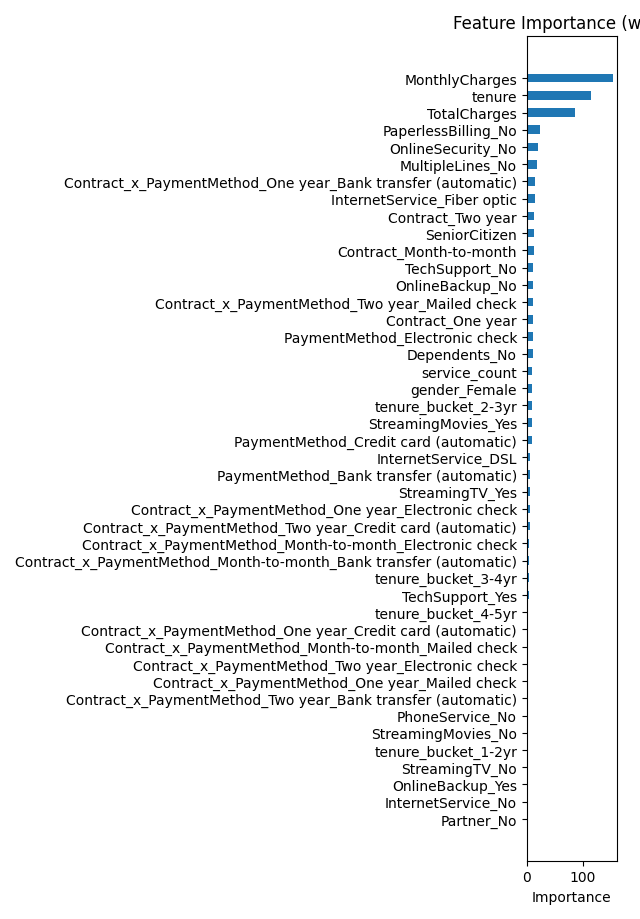 Feature Importance (w
MonthlyCharges
tenure
TotalCharges
PaperlessBilling_No
OnlineSecurity_No
MultipleLines_No
Contract_x_PaymentMethod_One year_Bank transfer (automatic)
InternetService_Fiber optic
Contract_Two year
SeniorCitizen
Contract_Month-to-month
TechSupport_No
OnlineBackup_No
Contract_x_PaymentMethod_Two year_Mailed check
Contract_One year
PaymentMethod_Electronic check
Dependents_No
service_count
gender_Female
tenure_bucket_2-3yr
StreamingMovies_Yes
PaymentMethod_Credit card (automatic)
InternetService_DSL
PaymentMethod_Bank transfer (automatic)
StreamingTV_Yes
Contract_x_PaymentMethod_One year_Electronic check
Contract_x_PaymentMethod_Two year_Credit card (automatic)
Contract_x_PaymentMethod_Month-to-month_Electronic check
Contract_x_PaymentMethod_Month-to-month_Bank transfer (automatic)
tenure_bucket_3-4yr
TechSupport_Yes
tenure_bucket_4-5yr
Contract_x_PaymentMethod_One year_Credit card (automatic)
Contract_x_PaymentMethod_Month-to-month_Mailed check
Contract_x_PaymentMethod_Two year_Electronic check
Contract_x_PaymentMethod_One year_Mailed check
Contract_x_PaymentMethod_Two year_Bank transfer (automatic)
PhoneService_No
StreamingMovies_No
tenure_bucket_1-2yr
StreamingTV_No
OnlineBackup_Yes
InternetService_No
Partner_No
0 100
Importance